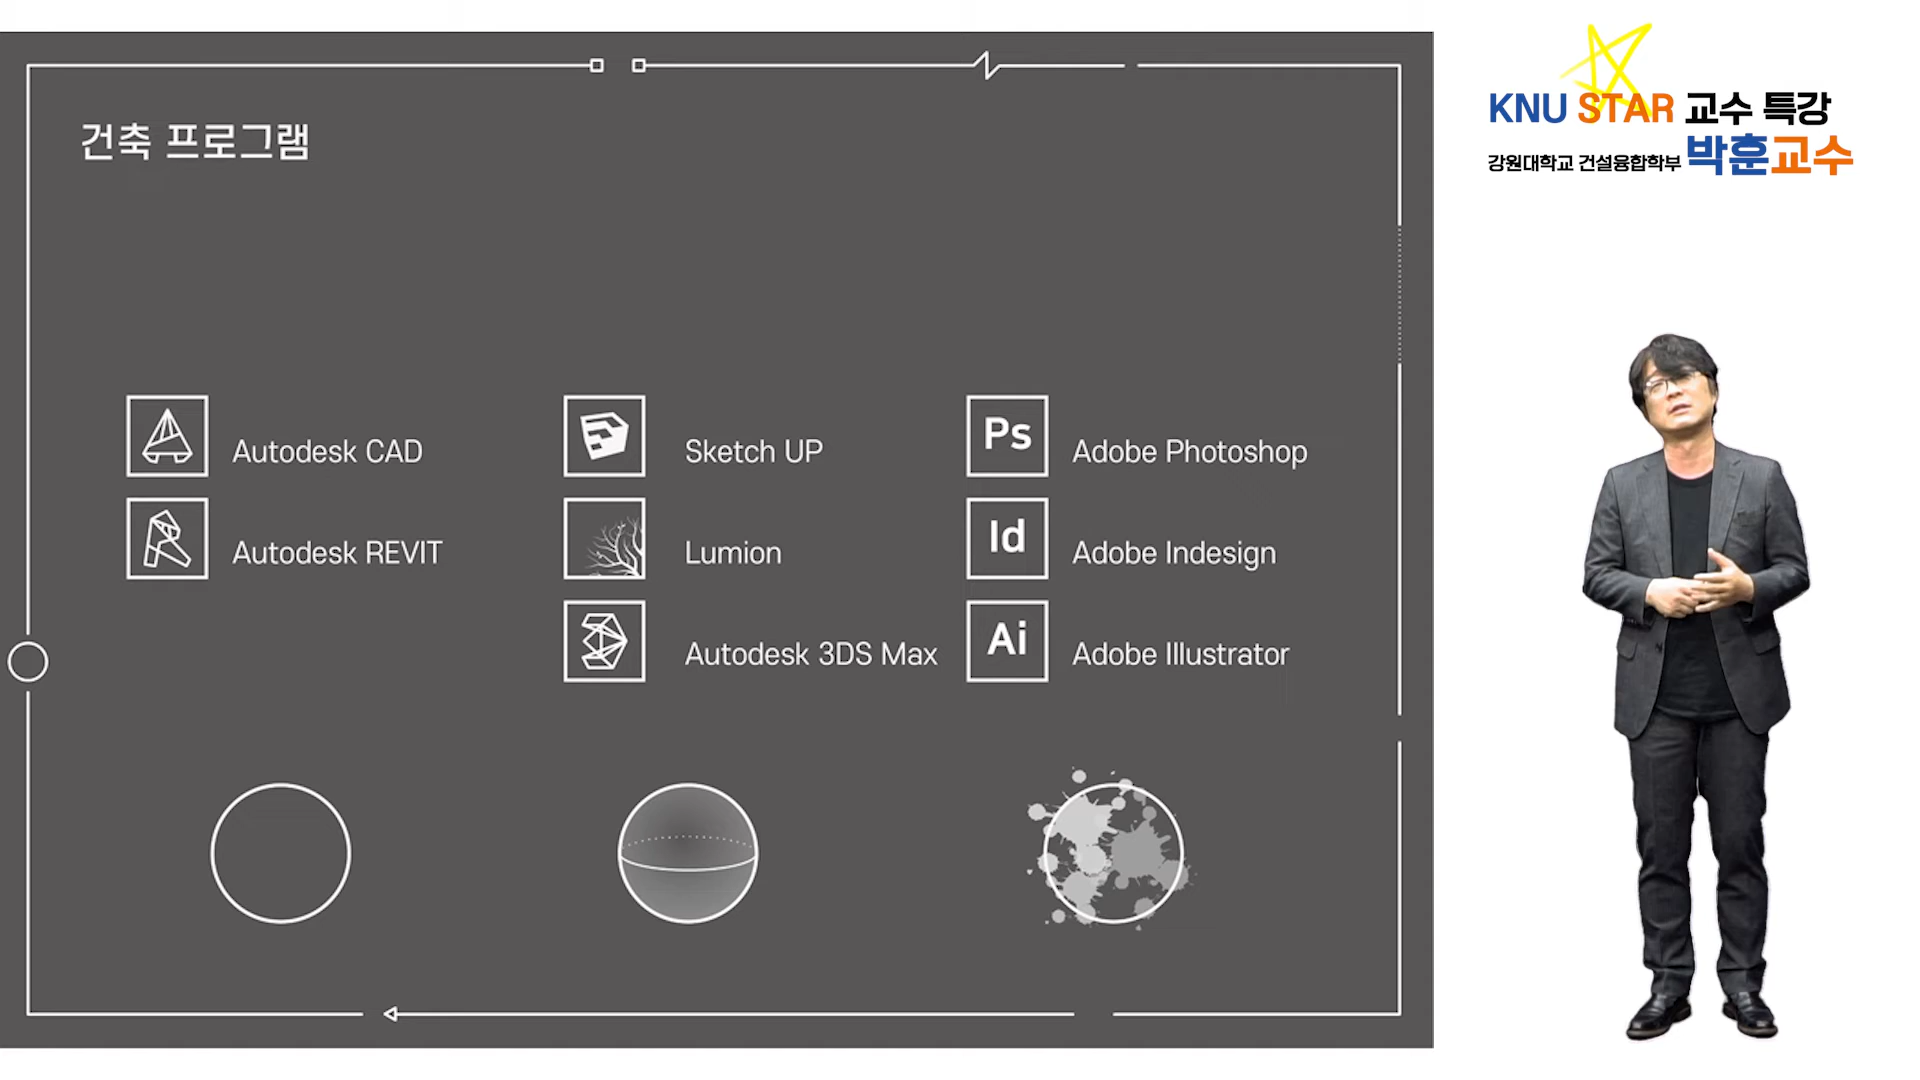 KNU STAR 교수 특강
강원대학교 건설융합학부 박훈교수
건축 프로그램
Autodesk CAD
Autodesk REVIT
Sketch UP
Lumion
Autodesk 3DS Max
Ps Adobe Photoshop
Id Adobe Indesign
Ai Adobe Illustrator